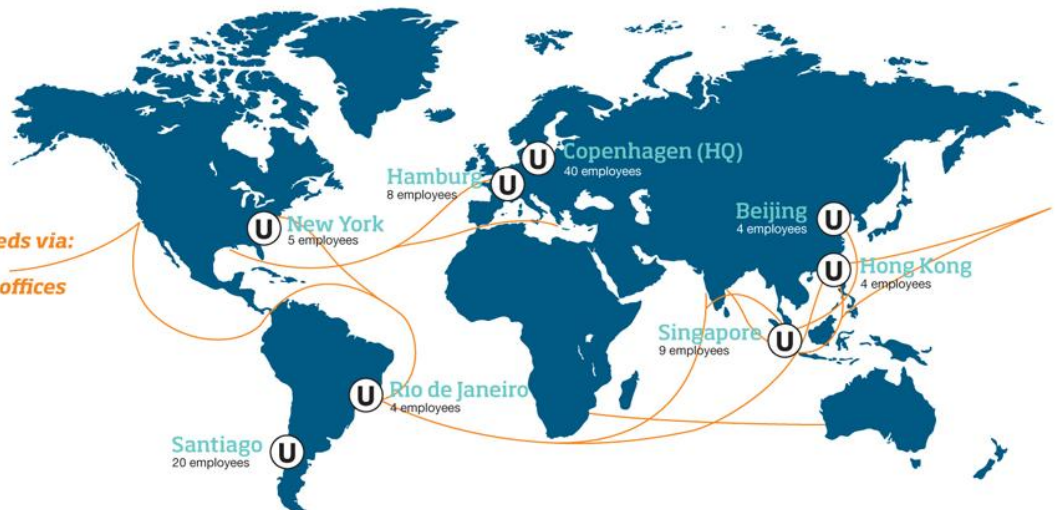 Copenhagen (HQ)
40 employees
Hamburg
8 employees
U
U
New York
5 employees
U
Beijing
4 employees
U
eds via:
offices
Hong Kong
4 employees
U
Singapore
9 employees
U
Rio de Janeiro
4 employees
U
Santiago
20 employees
U